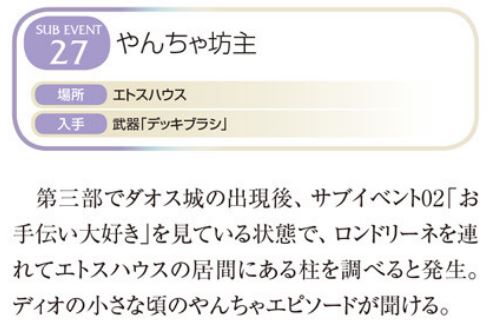 SUB EVENT
27
やんちゃ坊主
場所 エトスハウス
入手 武器「デッキブラシ」
第三部でダオス城の出現後、サブイベント02「お
手伝い大好き」を見ている状態で、ロンドリーネを連
れてエトスハウスの居間にある柱を調べると発生。
ディオの小さな頃のやんちゃエピソードが聞ける。